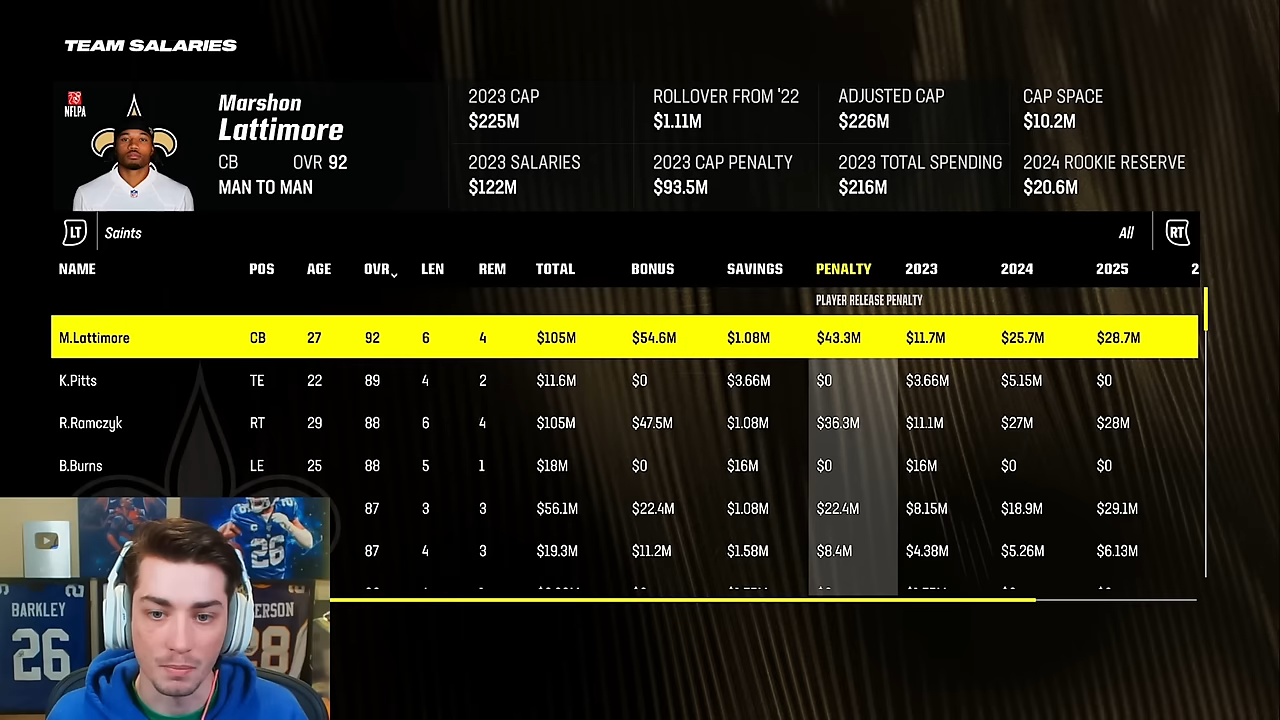 TEAM SALARIES
NFLPA
Marshon
Lattimore
CB OVR 92
MAN TO MAN
2023 CAP ROLLOVER FROM '22 ADJUSTED CAP CAP SPACE
$225M $1.11M $226M $10.2M
2023 SALARIES 2023 CAP PENALTY 2023 TOTAL SPENDING 2024 ROOKIE RESERVE
$122M $93.5M $216M $20.6M
LT Saints All RT
NAME POS AGE OVR LEN REM TOTAL BONUS SAVINGS PENALTY 2023 2024 2025 2
PLAYER RELEASE PENALTY
M.Lattimore CB 27 92 6 4 $105M $54.6M $1.08M $43.3M $11.7M $25.7M $28.7M
K.Pitts TE 22 89 4 2 $11.6M $0 $3.66M $0 $3.66M $5.15M $0
R.Ramczyk RT 29 88 6 4 $105M $47.5M $1.08M $36.3M $11.1M $27M $28M
B.Burns LE 25 88 5 1 $18M $0 $16M $0 $16M $0 $0
87 3 3 $56.1M $22.4M $1.08M $22.4M $8.15M $18.9M $29.1M
87 4 3 $19.3M $11.2M $1.58M $8.4M $4.38M $5.26M $6.13M
26
BARKLEY
26
ERSON
28